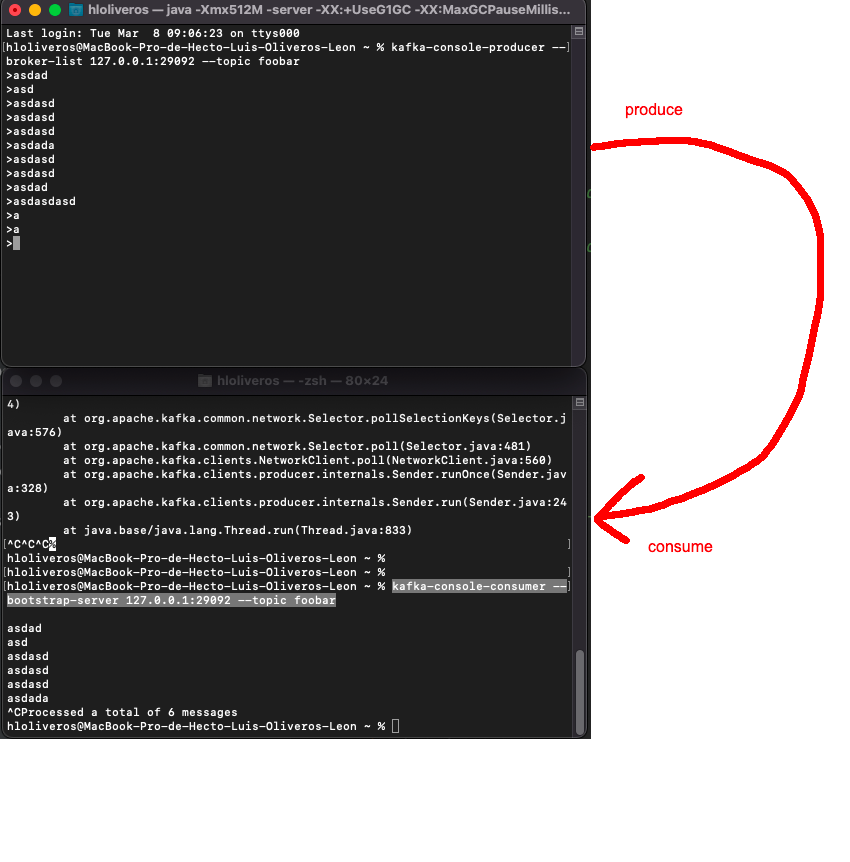 hloliveros — java -Xmx512M -server -XX:+UseG1GC -XX:MaxGCPauseMillis...
Last login: Tue Mar  8 09:06:23 on ttys000
[hloliveros@MacBook-Pro-de-Hecto-Luis-Oliveros-Leon ~ % kafka-console-producer --]
broker-list 127.0.0.1:29092 --topic foobar
>asdad
>asd
>asdasd
>asdasd
>asdasd
>asdada
>asdasd
>asdasd
>asdad
>asdasdasd
>a
>a
>
produce
hloliveros — -zsh — 80×24
4)
        at org.apache.kafka.common.network.Selector.pollSelectionKeys(Selector.j
ava:576)
        at org.apache.kafka.common.network.Selector.poll(Selector.java:481)
        at org.apache.kafka.clients.NetworkClient.poll(NetworkClient.java:560)
        at org.apache.kafka.clients.producer.internals.Sender.runOnce(Sender.jav
a:328)
        at org.apache.kafka.clients.producer.internals.Sender.run(Sender.java:24
3)
        at java.base/java.lang.Thread.run(Thread.java:833)
[^C^C^C% ]
hloliveros@MacBook-Pro-de-Hecto-Luis-Oliveros-Leon ~ %
[hloliveros@MacBook-Pro-de-Hecto-Luis-Oliveros-Leon ~ % ]
[hloliveros@MacBook-Pro-de-Hecto-Luis-Oliveros-Leon ~ % kafka-console-consumer --]
bootstrap-server 127.0.0.1:29092 --topic foobar
asdad
asd
asdasd
asdasd
asdasd
asdada
^CProcessed a total of 6 messages
hloliveros@MacBook-Pro-de-Hecto-Luis-Oliveros-Leon ~ %
consume